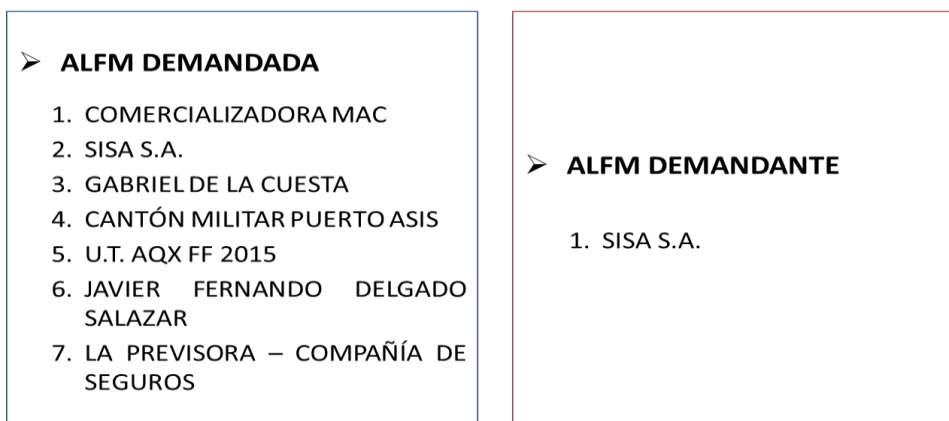 ➢ ALFM DEMANDADA
1. COMERCIALIZADORA MAC
2. SISA S.A.
3. GABRIEL DE LA CUESTA
4. CANTÓN MILITAR PUERTO ASIS
5. U.T. AQX FF 2015
6. JAVIER FERNANDO DELGADO
SALAZAR
7. LA PREVISORA – COMPAÑÍA DE
SEGUROS
➢ ALFM DEMANDANTE
1. SISA S.A.